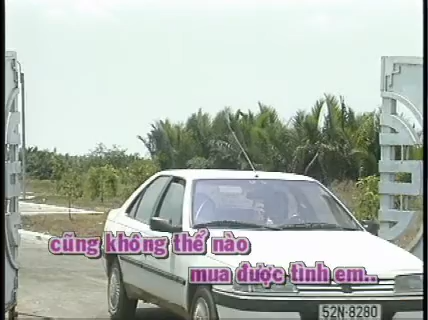 cũng không thể nào
mua được tình em..
52N-8280